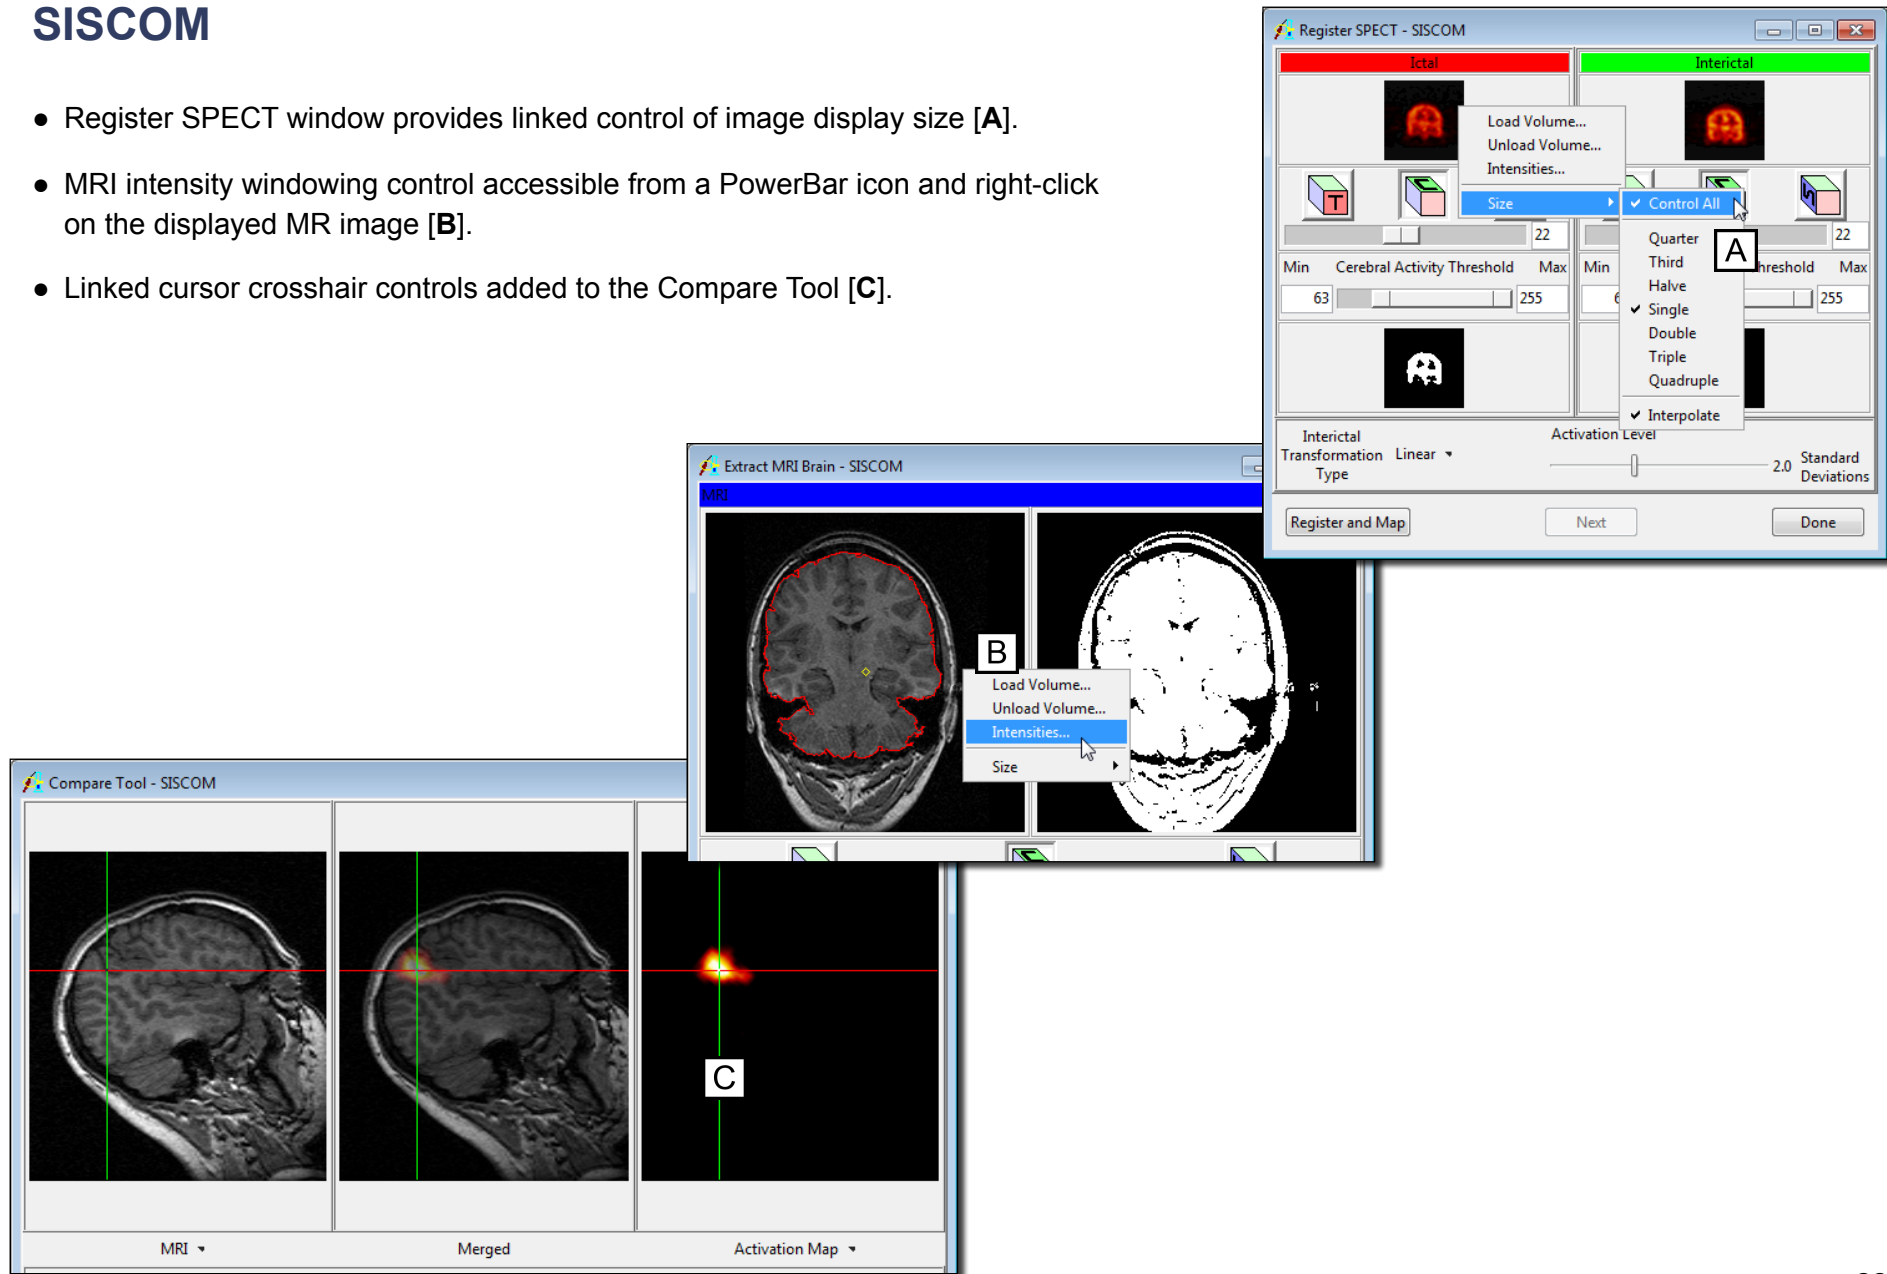 SISCOM
● Register SPECT window provides linked control of image display size [A].
● MRI intensity windowing control accessible from a PowerBar icon and right-click
on the displayed MR image [B].
● Linked cursor crosshair controls added to the Compare Tool [C].
Register SPECT - SISCOM
Ictal
Interictal
Load Volume...
Unload Volume...
Intensities...
Size
✔ Control All
Quarter
Third
Halve
✔ Single
Double
Triple
Quadruple
✔ Interpolate
A
T
22
22
Min Cerebral Activity Threshold Max
Min Max
63
255
255
Interictal
Transformation
Type
Linear
Activation Level
2.0
Standard
Deviations
Register and Map
Next
Done
Extract MRI Brain - SISCOM
MRI
B
Load Volume...
Unload Volume...
Intensities...
Size
Compare Tool - SISCOM
C
MRI
Merged
Activation Map